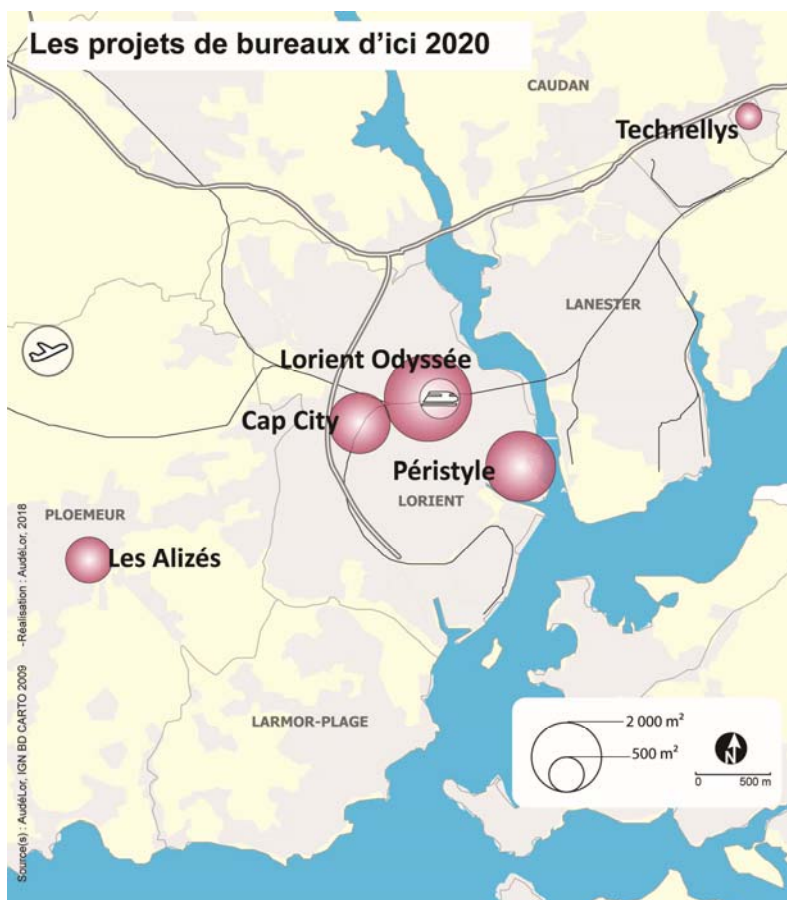 Les projets de bureaux d'ici 2020
CAUDAN
Technellys
LANESTER
Lorient Odyssée
Cap City
Péristyle
LORIENT
PLOEMEUR
Les Alizés
LARMOR-PLAGE
2 000 m²
500 m²
N
0 500 m
Source(s) : AudéLor, IGN BD CARTO 2009 -Réalisation : AudéLor, 2018